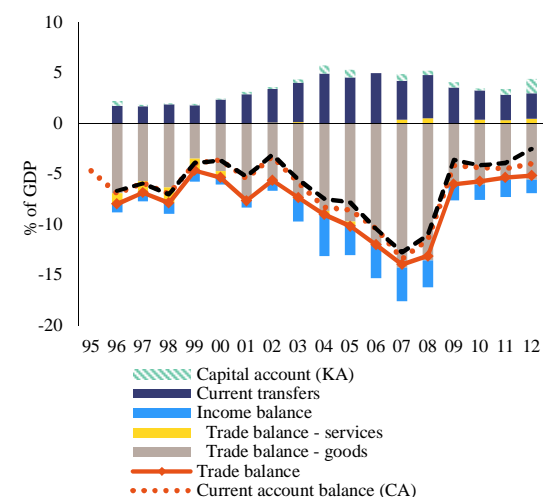 10
5
0
-5
-10
-15
-20
% of GDP
95 96 97 98 99 00 01 02 03 04 05 06 07 08 09 10 11 12
Capital account (KA)
Current transfers
Income balance
Trade balance - services
Trade balance - goods
Trade balance
Current account balance (CA)